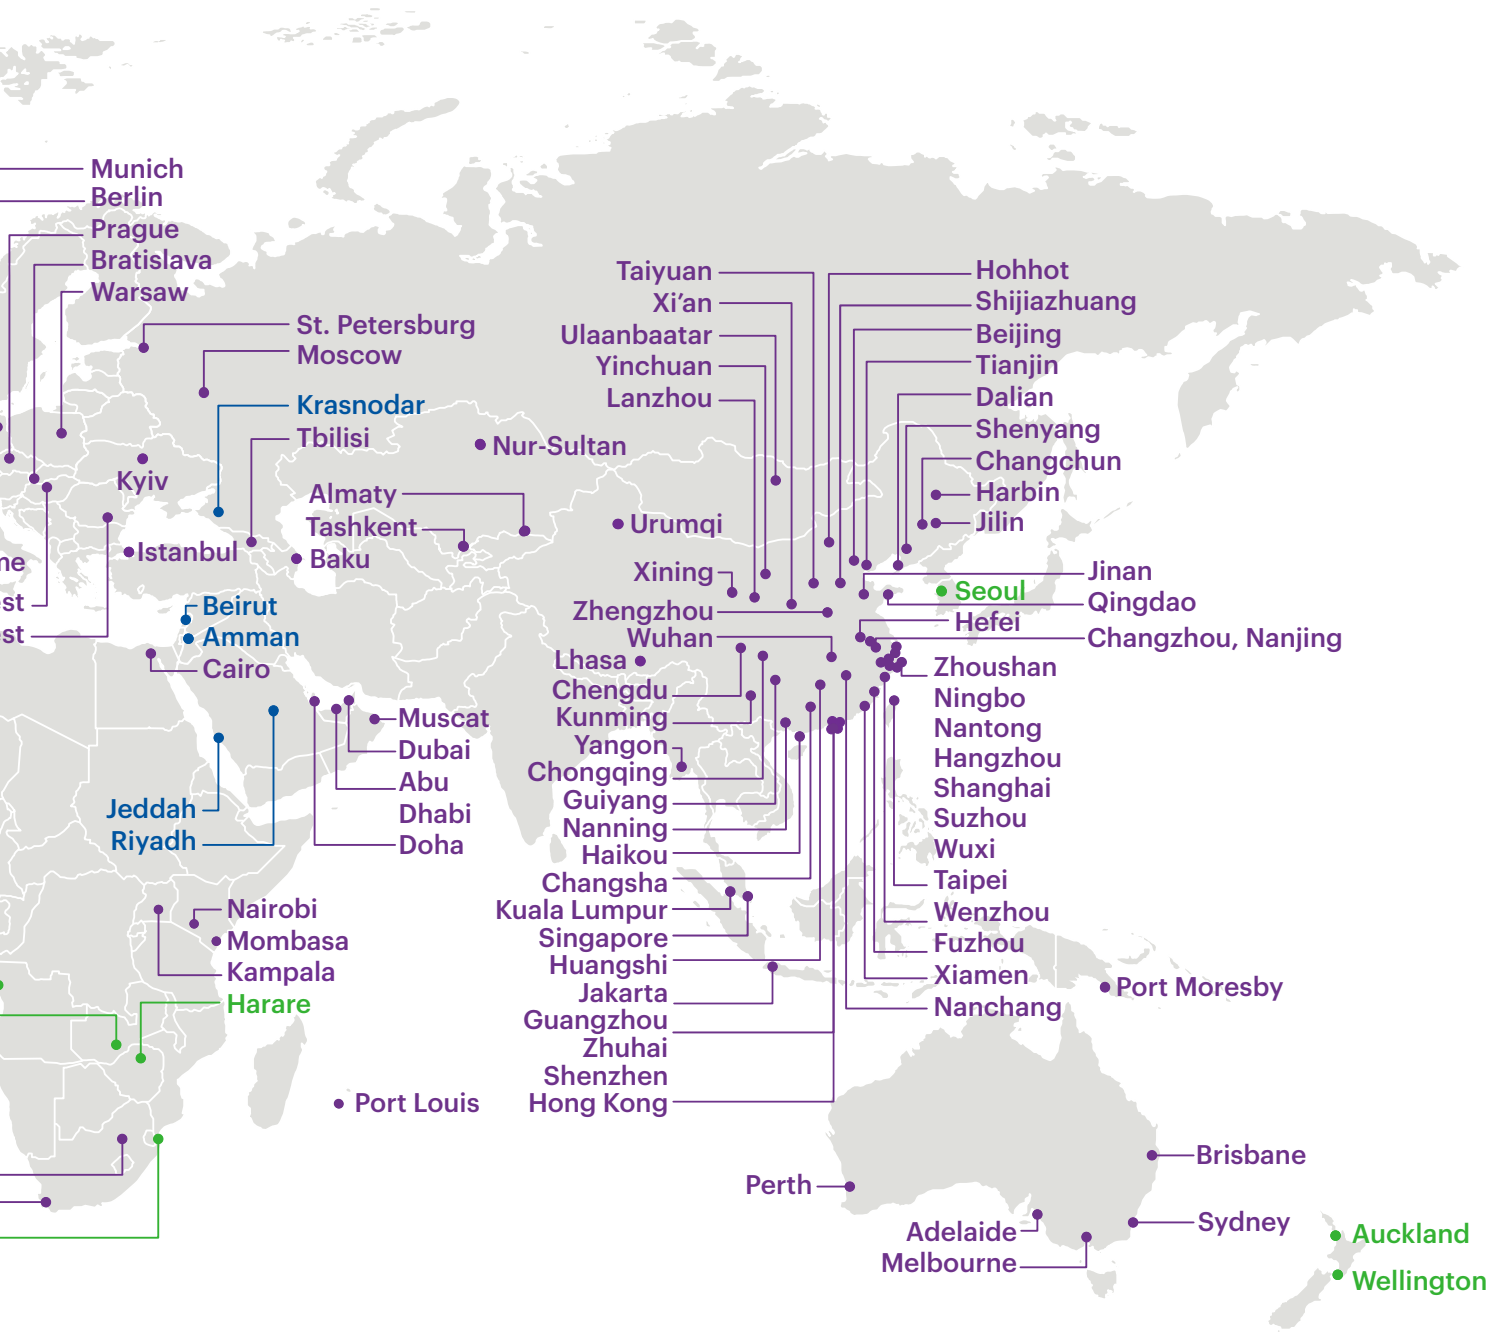 Munich
Berlin
Prague
Bratislava
Warsaw
St. Petersburg
Moscow
Krasnodar
Tbilisi
Nur-Sultan
Kyiv
Almaty
Tashkent
Istanbul
Baku
Urumqi
Beirut
Amman
Cairo
Muscat
Dubai
Abu
Dhabi
Doha
Jeddah
Riyadh
Nairobi
Mombasa
Kampala
Harare
Port Louis
Taiyuan
Xi’an
Ulaanbaatar
Yinchuan
Lanzhou
Xining
Zhengzhou
Wuhan
Lhasa
Chengdu
Kunming
Yangon
Chongqing
Guiyang
Nanning
Haikou
Changsha
Kuala Lumpur
Singapore
Huangshi
Jakarta
Guangzhou
Zhuhai
Shenzhen
Hong Kong
Hohhot
Shijiazhuang
Beijing
Tianjin
Dalian
Shenyang
Changchun
Harbin
Jilin
Jinan
Seoul
Qingdao
Hefei
Changzhou, Nanjing
Zhoushan
Ningbo
Nantong
Hangzhou
Shanghai
Suzhou
Wuxi
Taipei
Wenzhou
Fuzhou
Xiamen
Nanchang
Port Moresby
Perth
Adelaide
Melbourne
Brisbane
Sydney
Auckland
Wellington